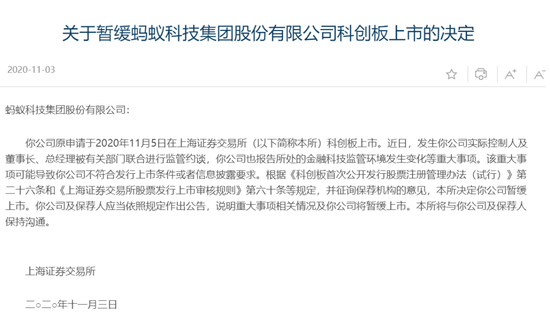 关于暂缓蚂蚁科技集团股份有限公司科创板上市的决定
2020-11-03
蚂蚁科技集团股份有限公司：
你公司原申请于2020年11月5日在上海证券交易所（以下简称本所）科创板上市。近日，发生你公司实际控制人及
董事长、总经理被有关部门联合进行监管约谈，你公司也报告所处的金融科技监管环境发生变化等重大事项。该重大事
项可能导致你公司不符合发行上市条件或者信息披露要求。根据《科创板首次公开发行股票注册管理办法（试行）》第
二十六条和《上海证券交易所股票发行上市审核规则》第六十条等规定，并征询保荐机构的意见，本所决定你公司暂缓
上市。你公司及保荐人应当依照规定作出公告，说明重大事项相关情况及你公司将暂缓上市。本所将与你公司及保荐人
保持沟通。
上海证券交易所
二○二○年十一月三日